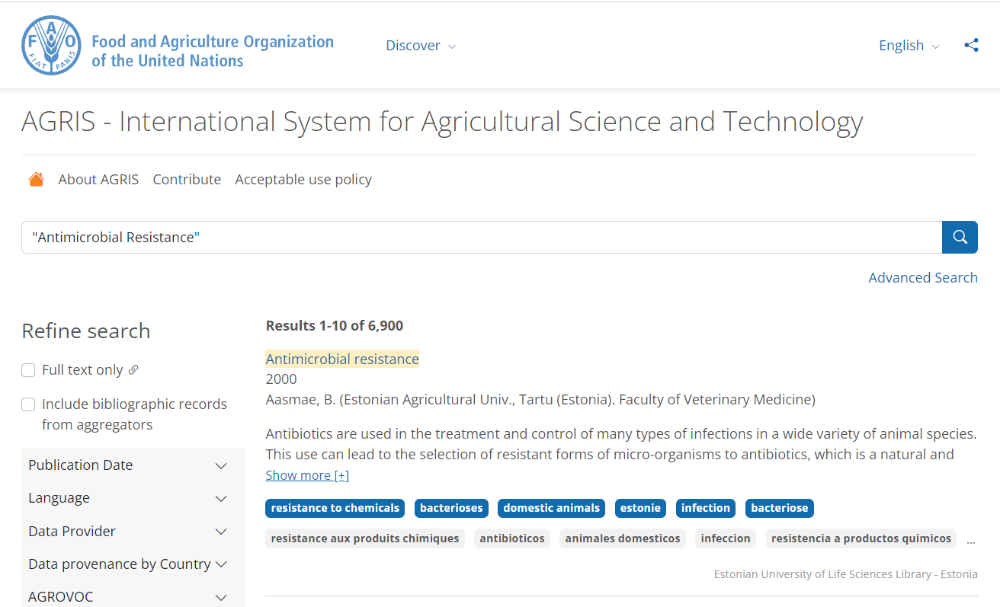 F A O
FIAT PANIS
Food and Agriculture Organization
of the United Nations
Discover
English
AGRIS - International System for Agricultural Science and Technology
About AGRIS Contribute Acceptable use policy
"Antimicrobial Resistance"
Advanced Search
Refine search
Full text only
Include bibliographic records
from aggregators
Publication Date
Language
Data Provider
Data provenance by Country
AGROVOC
Results 1-10 of 6,900
Antimicrobial resistance
2000
Aasmae, B. (Estonian Agricultural Univ., Tartu (Estonia). Faculty of Veterinary Medicine)
Antibiotics are used in the treatment and control of many types of infections in a wide variety of animal species.
This use can lead to the selection of resistant forms of micro-organisms to antibiotics, which is a natural and
Show more [+]
resistance to chemicals bacterioses domestic animals estonie infection bacteriose
resistance aux produits chimiques antibioticos animales domesticos infeccion resistencia a productos quimicos ...
Estonian University of Life Sciences Library - Estonia